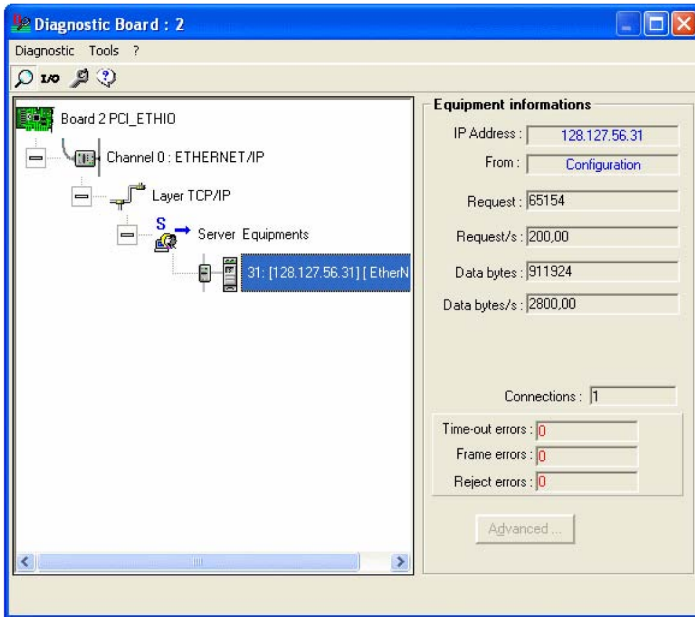 Diagnostic Board : 2
Diagnostic Tools ?
I/O
Board 2 PCI_ETHIO
Channel 0 : ETHERNET/IP
Layer TCP/IP
S
Server Equipments
31: [128.127.56.31] [ EtherN
Equipment informations
IP Address : 128.127.56.31
From : Configuration
Request : 65154
Request/s : 200,00
Data bytes : 911924
Data bytes/s : 2800,00
Connections : 1
Time-out errors : 0
Frame errors : 0
Reject errors : 0
Advanced ...